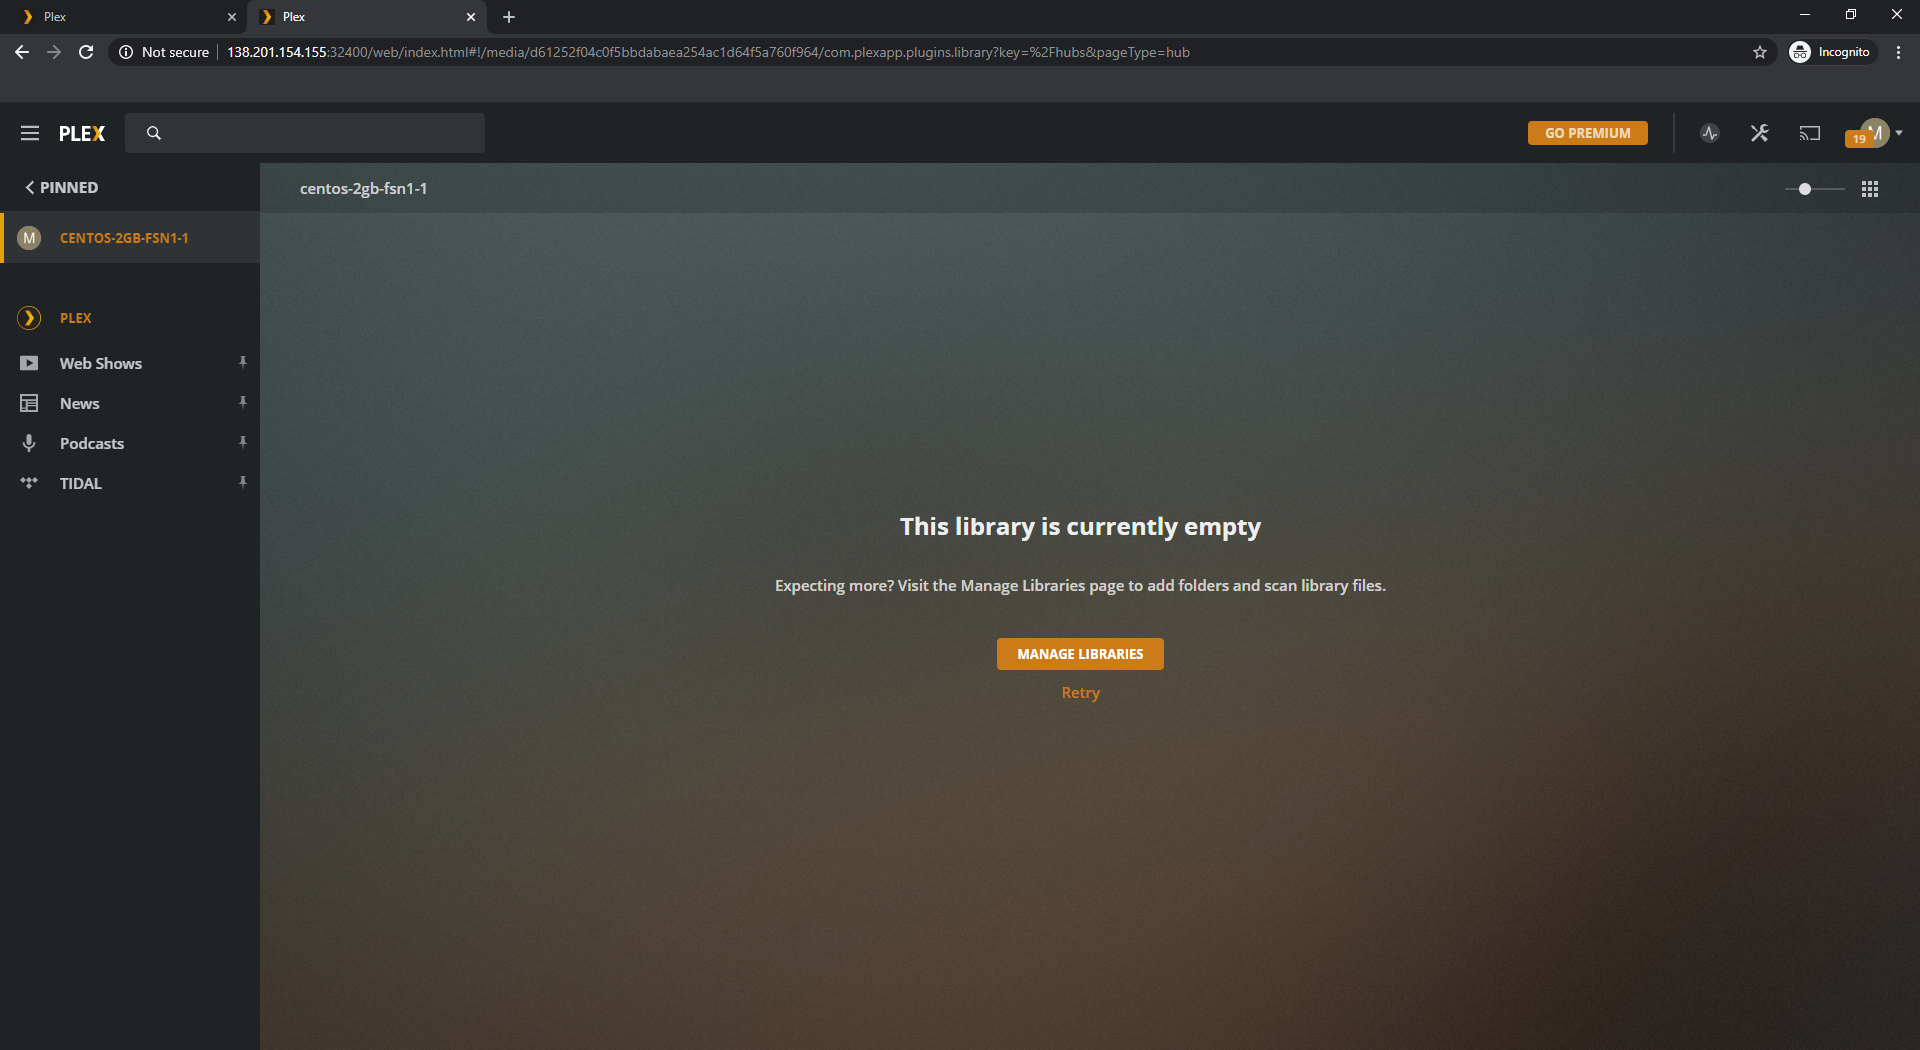 Plex
Plex
Not secure
138.201.154.155:32400/web/index.html#!/media/d61252f04c0f5bbdabaea254ac1d64f5a760f964/com.plexapp.plugins.library?key=%2Fhubs&pageType=hub
Incognito
PLEX
GO PREMIUM
19
M
PINNED
centos-2gb-fsn1-1
M
CENTOS-2GB-FSN1-1
PLEX
Web Shows
News
Podcasts
TIDAL
This library is currently empty
Expecting more? Visit the Manage Libraries page to add folders and scan library files.
MANAGE LIBRARIES
Retry